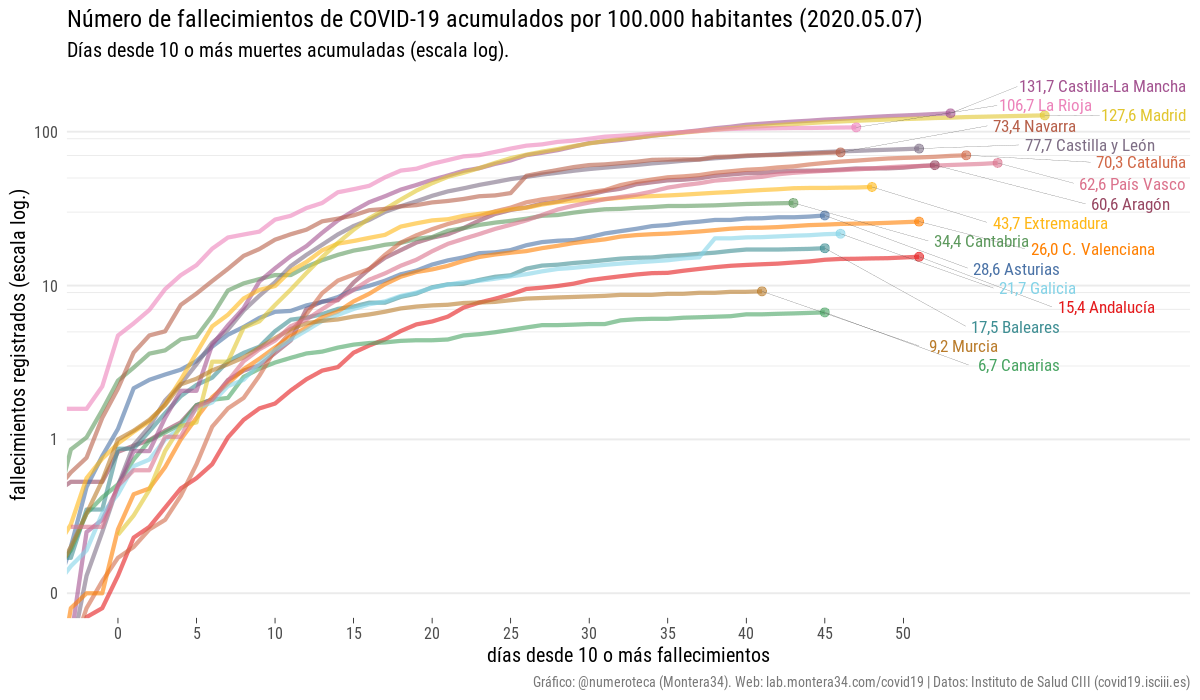 Número de fallecimientos de COVID-19 acumulados por 100.000 habitantes (2020.05.07)
Días desde 10 o más muertes acumuladas (escala log).
fallecimientos registrados (escala log.)
100
10
1
0
131,7 Castilla-La Mancha
106,7 La Rioja
127,6 Madrid
73,4 Navarra
77,7 Castilla y León
70,3 Cataluña
62,6 País Vasco
60,6 Aragón
43,7 Extremadura
34,4 Cantabria
26,0 C. Valenciana
28,6 Asturias
21,7 Galicia
15,4 Andalucía
17,5 Baleares
9,2 Murcia
6,7 Canarias
0 5 10 15 20 25 30 35 40 45 50
días desde 10 o más fallecimientos
Gráfico: @numeroteca (Montera34). Web: lab.montera34.com/covid19 | Datos: Instituto de Salud CIII (covid19.isciii.es)